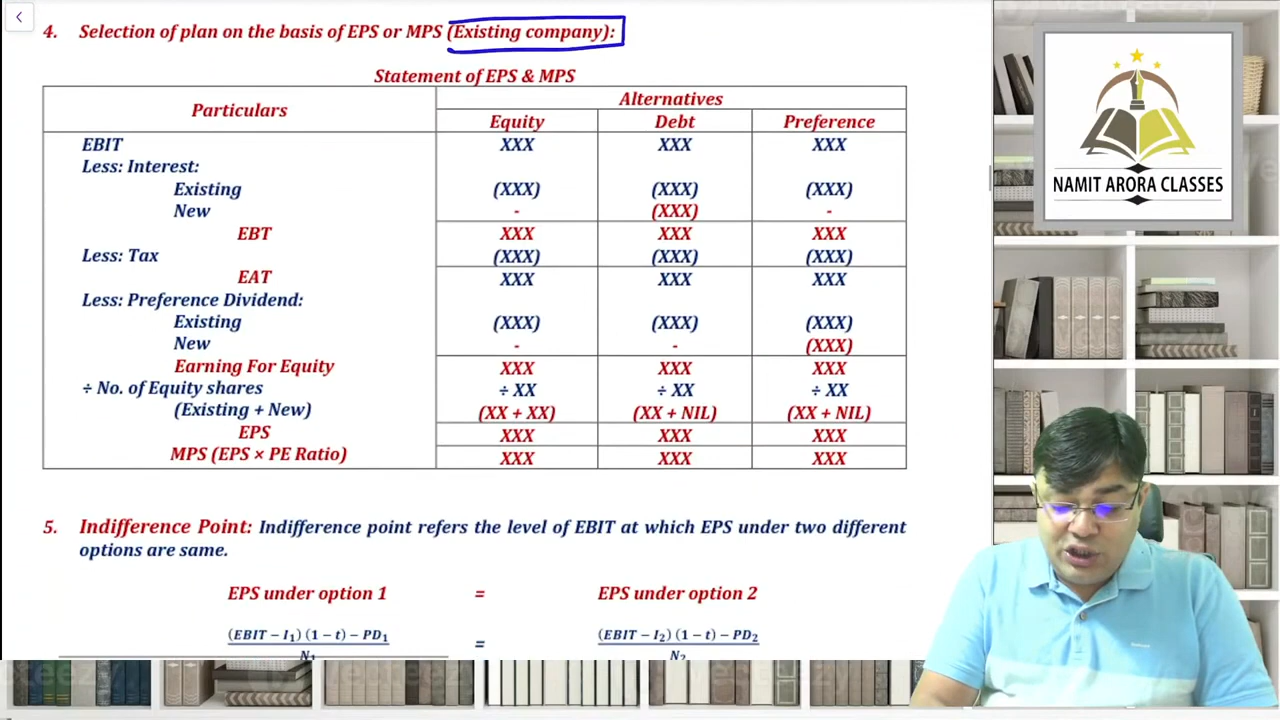 4. Selection of plan on the basis of EPS or MPS (Existing company):
Statement of EPS & MPS
Particulars Alternatives
Equity Debt Preference
EBIT XXX XXX XXX
Less: Interest:
Existing (XXX) (XXX) (XXX)
New - (XXX) -
EBT XXX XXX XXX
Less: Tax (XXX) (XXX) (XXX)
EAT XXX XXX XXX
Less: Preference Dividend:
Existing (XXX) (XXX) (XXX)
New - - (XXX)
Earning For Equity XXX XXX XXX
÷ No. of Equity shares ÷ XX ÷ XX ÷ XX
(Existing + New) (XX + XX) (XX + NIL) (XX + NIL)
EPS XXX XXX XXX
MPS (EPS × PE Ratio) XXX XXX XXX
5. Indifference Point: Indifference point refers the level of EBIT at which EPS under two different
options are same.
EPS under option 1 = EPS under option 2
(EBIT − I₁) (1 − t) − PD₁ = (EBIT − I₂) (1 − t) − PD₂
N₁ N₂
NAMIT ARORA CLASSES